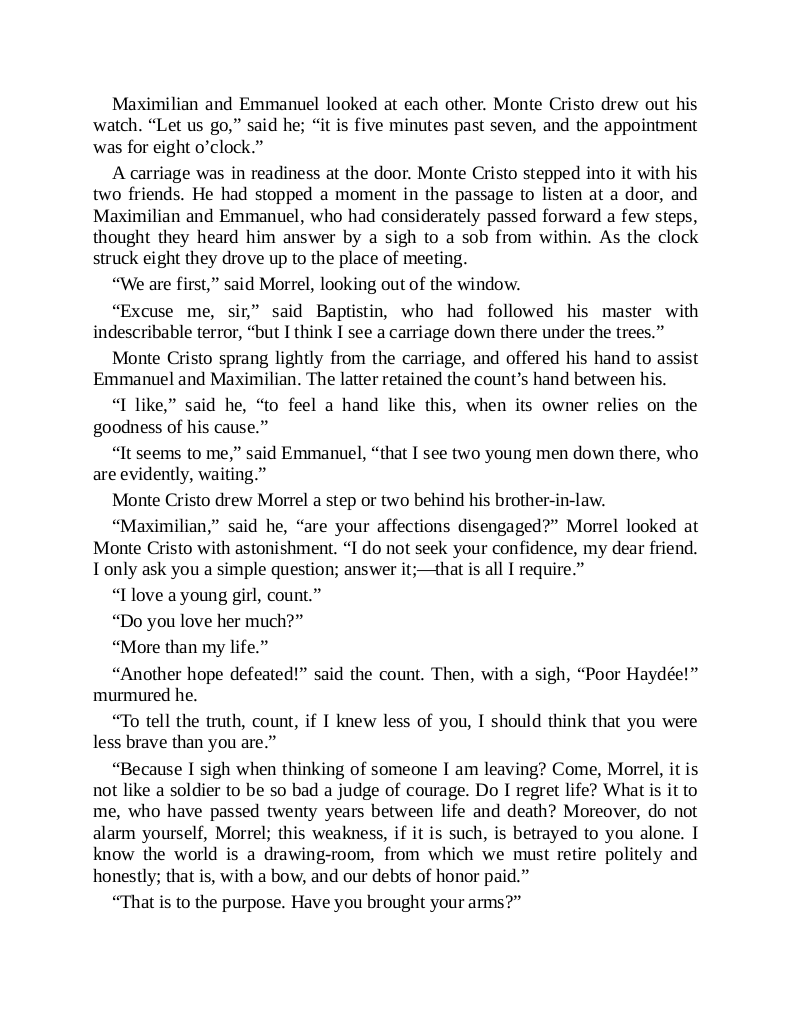 Maximilian and Emmanuel looked at each other. Monte Cristo drew out his
watch. “Let us go,” said he; “it is five minutes past seven, and the appointment
was for eight o’clock.”
A carriage was in readiness at the door. Monte Cristo stepped into it with his
two friends. He had stopped a moment in the passage to listen at a door, and
Maximilian and Emmanuel, who had considerately passed forward a few steps,
thought they heard him answer by a sigh to a sob from within. As the clock
struck eight they drove up to the place of meeting.
“We are first,” said Morrel, looking out of the window.
“Excuse me, sir,” said Baptistin, who had followed his master with
indescribable terror, “but I think I see a carriage down there under the trees.”
Monte Cristo sprang lightly from the carriage, and offered his hand to assist
Emmanuel and Maximilian. The latter retained the count’s hand between his.
“I like,” said he, “to feel a hand like this, when its owner relies on the
goodness of his cause.”
“It seems to me,” said Emmanuel, “that I see two young men down there, who
are evidently, waiting.”
Monte Cristo drew Morrel a step or two behind his brother-in-law.
“Maximilian,” said he, “are your affections disengaged?” Morrel looked at
Monte Cristo with astonishment. “I do not seek your confidence, my dear friend.
I only ask you a simple question; answer it;—that is all I require.”
“I love a young girl, count.”
“Do you love her much?”
“More than my life.”
“Another hope defeated!” said the count. Then, with a sigh, “Poor Haydée!”
murmured he.
“To tell the truth, count, if I knew less of you, I should think that you were
less brave than you are.”
“Because I sigh when thinking of someone I am leaving? Come, Morrel, it is
not like a soldier to be so bad a judge of courage. Do I regret life? What is it to
me, who have passed twenty years between life and death? Moreover, do not
alarm yourself, Morrel; this weakness, if it is such, is betrayed to you alone. I
know the world is a drawing-room, from which we must retire politely and
honestly; that is, with a bow, and our debts of honor paid.”
“That is to the purpose. Have you brought your arms?”